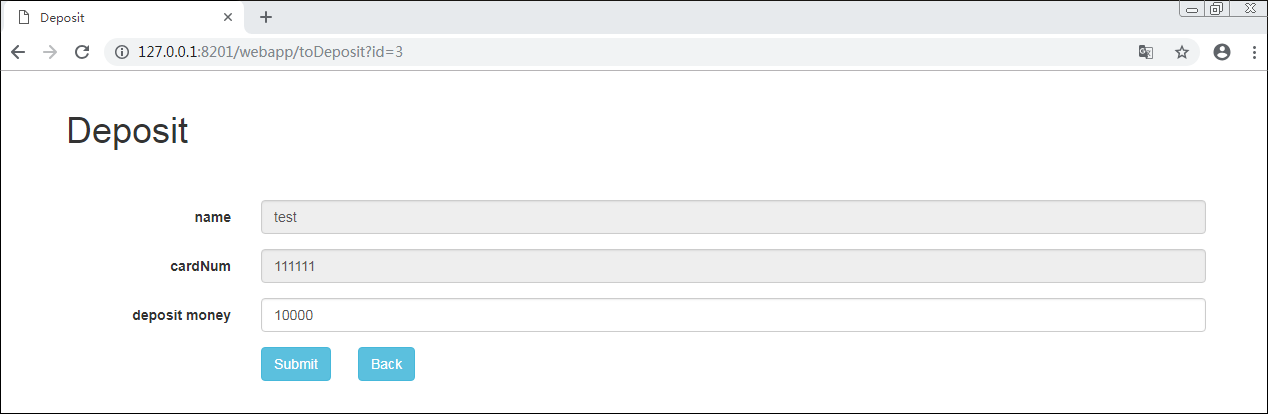 Deposit
127.0.0.1:8201/webapp/toDeposit?id=3
Deposit
name test
cardNum 111111
deposit money 10000
Submit Back